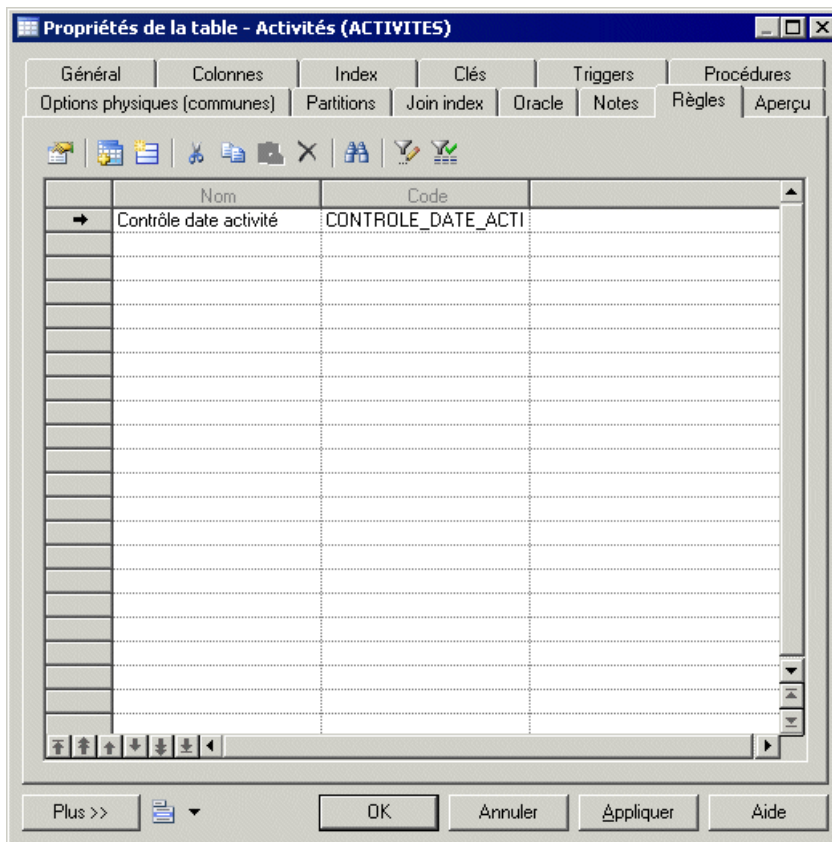 Propriétés de la table - Activités (ACTIVITES)
Général Colonnes Index Clés Triggers Procédures
Options physiques (communes) Partitions Join index Oracle Notes Règles Aperçu
Nom Code
Contrôle date activité CONTROLE_DATE_ACTI
Plus >> OK Annuler Appliquer Aide